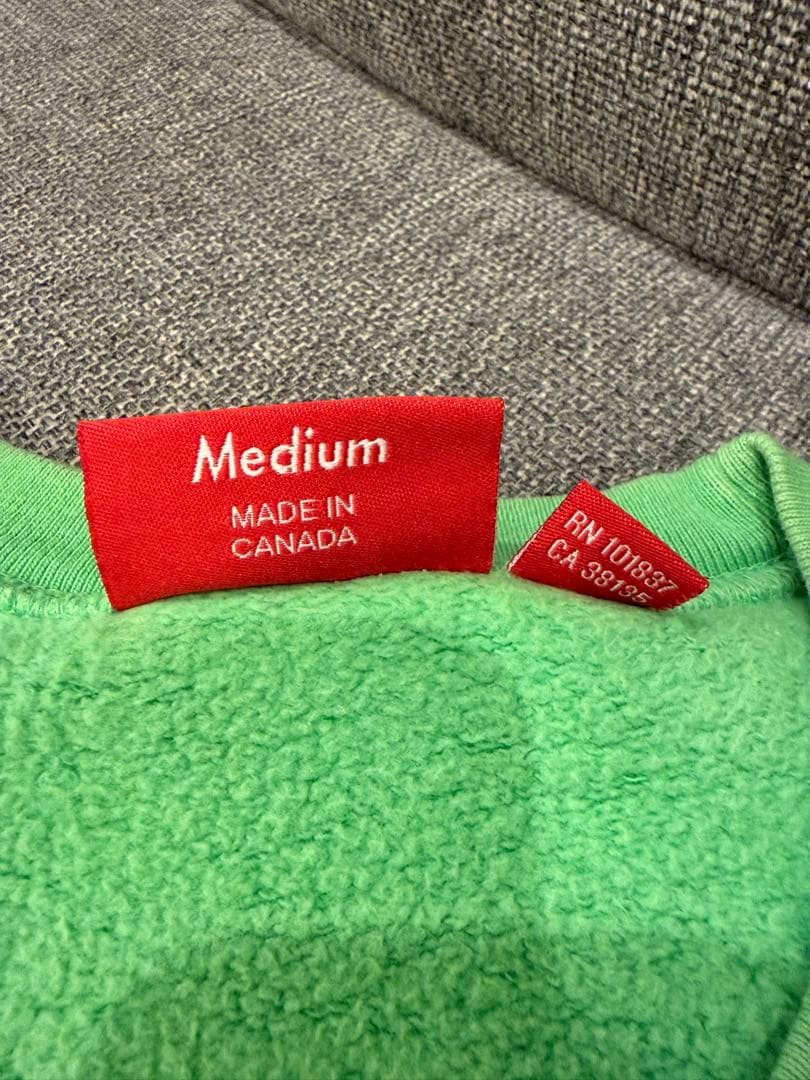 Medium
MADE IN
CANADA
RN 101837
CA 38135